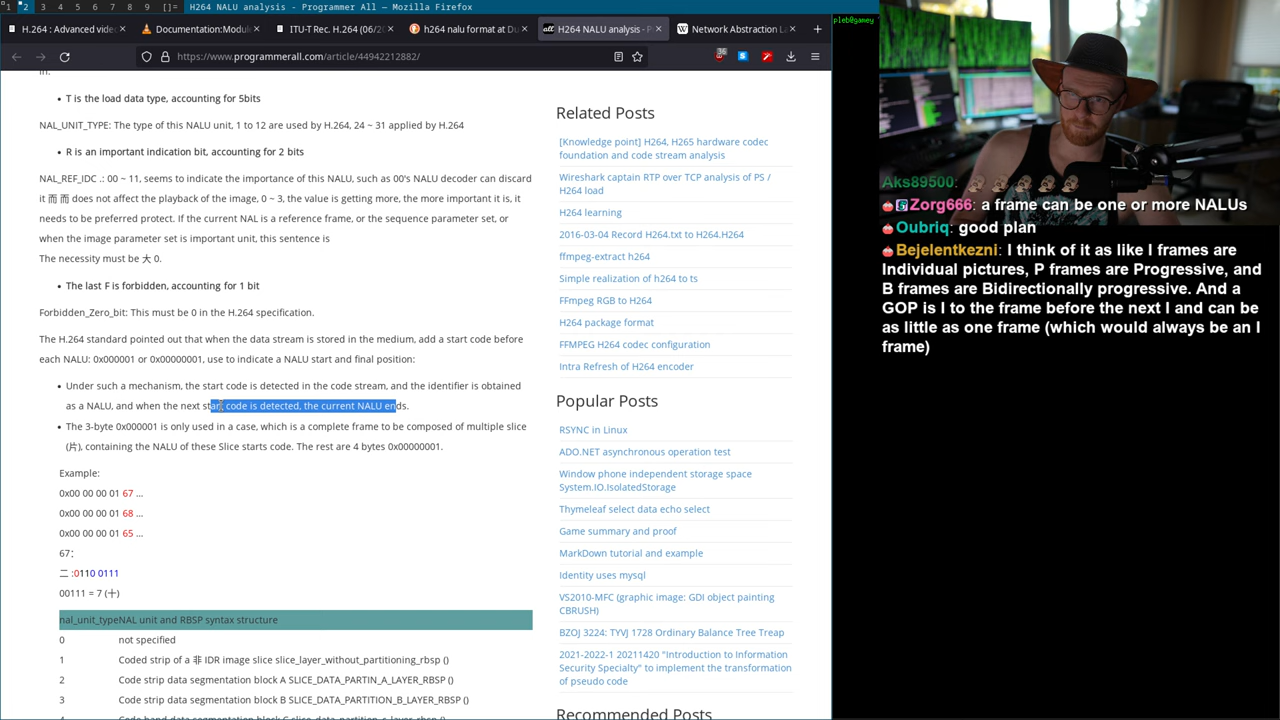 1 2 3 4 5 6 7 8 9 []= H264 NALU analysis - Programmer All — Mozilla Firefox
pleb@gamey
H.264 : Advanced video
Documentation:Modul
ITU-T Rec. H.264 (06/20
h264 nalu format at Du
H264 NALU analysis - P
Network Abstraction La
https://www.programmerall.com/article/44942212882/
in.
• T is the load data type, accounting for 5bits
NAL_UNIT_TYPE: The type of this NALU unit, 1 to 12 are used by H.264, 24 ~ 31 applied by H.264
• R is an important indication bit, accounting for 2 bits
NAL_REF_IDC .: 00 ~ 11, seems to indicate the importance of this NALU, such as 00's NALU decoder can discard
it 而 而 does not affect the playback of the image, 0 ~ 3, the value is getting more, the more important it is, it
needs to be preferred protect. If the current NAL is a reference frame, or the sequence parameter set, or
when the image parameter set is important unit, this sentence is
The necessity must be 大 0.
• The last F is forbidden, accounting for 1 bit
Forbidden_Zero_bit: This must be 0 in the H.264 specification.
The H.264 standard pointed out that when the data stream is stored in the medium, add a start code before
each NALU: 0x000001 or 0x00000001, use to indicate a NALU start and final position:
• Under such a mechanism, the start code is detected in the code stream, and the identifier is obtained
as a NALU, and when the next start code is detected, the current NALU ends.
• The 3-byte 0x000001 is only used in a case, which is a complete frame to be composed of multiple slice
(片), containing the NALU of these Slice starts code. The rest are 4 bytes 0x00000001.
Example:
0x00 00 00 01 67 ...
0x00 00 00 01 68 ...
0x00 00 00 01 65 ...
67:
二 :0110 0111
00111 = 7 (十)
nal_unit_typeNAL unit and RBSP syntax structure
0 not specified
1 Coded strip of a 非 IDR image slice slice_layer_without_partitioning_rbsp ()
2 Code strip data segmentation block A SLICE_DATA_PARTIN_A_LAYER_RBSP ()
3 Code strip data segmentation block B SLICE_DATA_PARTITION_B_LAYER_RBSP ()
4 Code band data segmentation block C slice_data_partition_c_layer_rbsp ()
Related Posts
[Knowledge point] H264, H265 hardware codec
foundation and code stream analysis
Wireshark captain RTP over TCP analysis of PS /
H264 load
H264 learning
2016-03-04 Record H264.txt to H264.H264
ffmpeg-extract h264
Simple realization of h264 to ts
FFmpeg RGB to H264
H264 package format
FFMPEG H264 codec configuration
Intra Refresh of H264 encoder
Popular Posts
RSYNC in Linux
ADO.NET asynchronous operation test
Window phone independent storage space
System.IO.IsolatedStorage
Thymeleaf select data echo select
Game summary and proof
MarkDown tutorial and example
Identity uses mysql
VS2010-MFC (graphic image: GDI object painting
CBRUSH)
BZOJ 3224: TYVJ 1728 Ordinary Balance Tree Treap
2021-2022-1 20211420 "Introduction to Information
Security Specialty" to implement the transformation
of pseudo code
Recommended Posts
Aks89500:
Zorg666: a frame can be one or more NALUs
Oubriq: good plan
Bejelentkezni: I think of it as like I frames are
Individual pictures, P frames are Progressive, and
B frames are Bidirectionally progressive. And a
GOP is I to the frame before the next I and can be
as little as one frame (which would always be an I
frame)